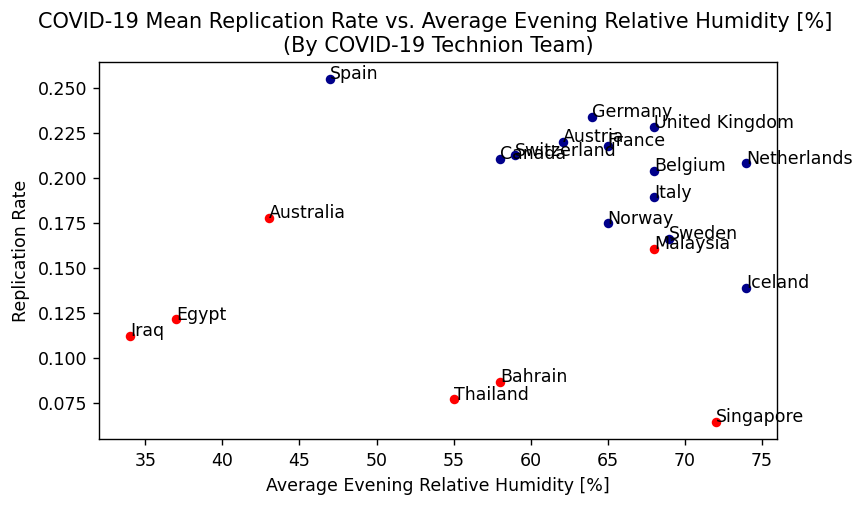 COVID-19 Mean Replication Rate vs. Average Evening Relative Humidity [%]
(By COVID-19 Technion Team)
0.250
0.225
0.200
0.175
0.150
0.125
0.100
0.075
Replication Rate
Spain
Germany
United Kingdom
Austria
France
Switzerland
Canada
Netherlands
Belgium
Italy
Australia
Norway
Sweden
Malaysia
Iceland
Egypt
Iraq
Bahrain
Thailand
Singapore
35 40 45 50 55 60 65 70 75
Average Evening Relative Humidity [%]